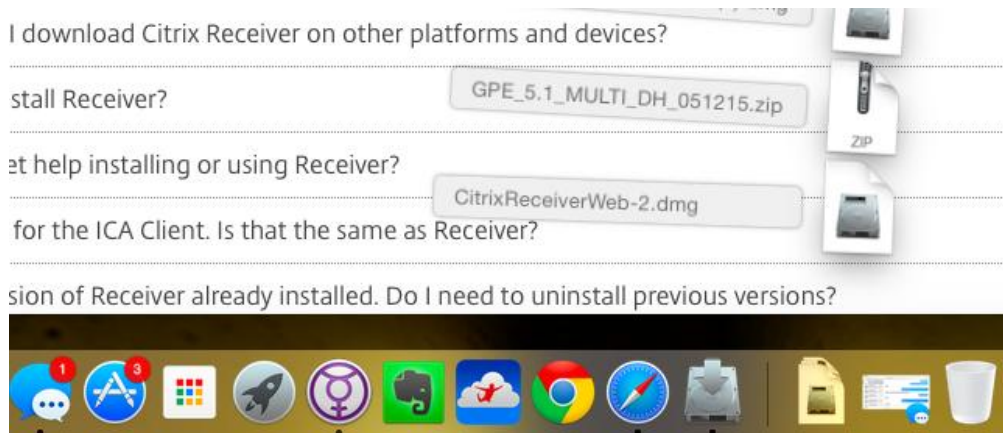 I download Citrix Receiver on other platforms and devices?
stall Receiver?
GPE_5.1_MULTI_DH_051215.zip
ZIP
et help installing or using Receiver?
CitrixReceiverWeb-2.dmg
for the ICA Client. Is that the same as Receiver?
sion of Receiver already installed. Do I need to uninstall previous versions?
1
3